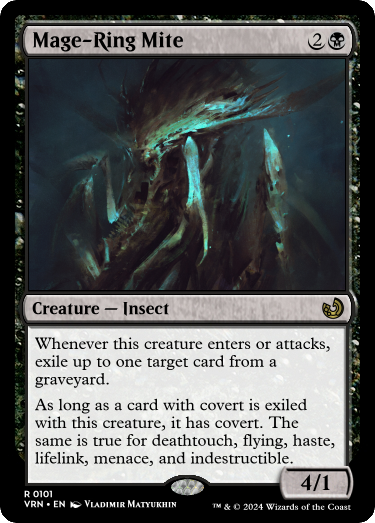 Mage-Ring Mite 2
Creature — Insect
Whenever this creature enters or attacks,
exile up to one target card from a
graveyard.
As long as a card with covert is exiled
with this creature, it has covert. The
same is true for deathtouch, flying, haste,
lifelink, menace, and indestructible.
4/1
R 0101
VRN • EN Vladimir Matyukhin ™ & © 2024 Wizards of the Coast